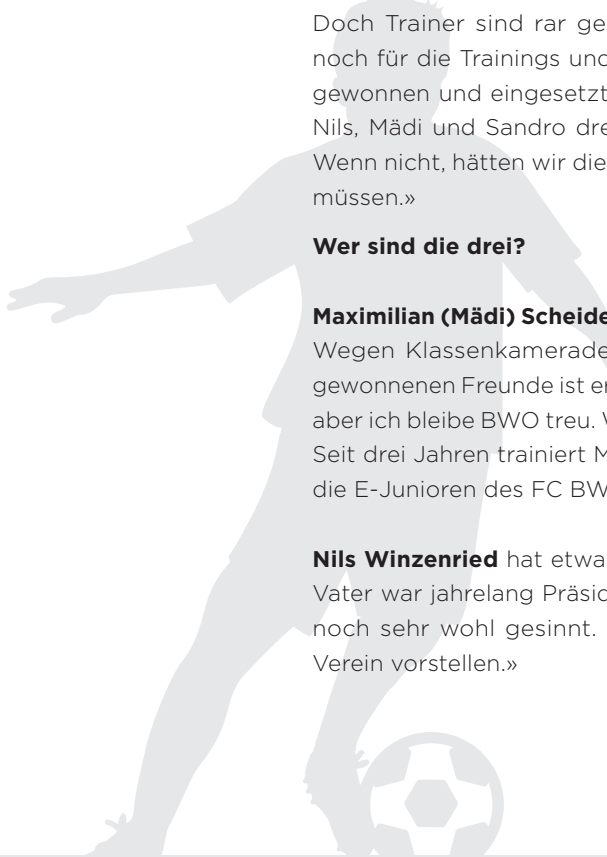 Doch Trainer sind rar ge
noch für die Trainings und
gewonnen und eingesetzt
Nils, Mädi und Sandro dre
Wenn nicht, hätten wir die
müssen.»
Wer sind die drei?
Maximilian (Mädi) Scheide
Wegen Klassenkamerade
gewonnenen Freunde ist er
aber ich bleibe BWO treu.
Seit drei Jahren trainiert M
die E-Junioren des FC BW
Nils Winzenried hat etwa
Vater war jahrelang Präsid
noch sehr wohl gesinnt.
Verein vorstellen.»